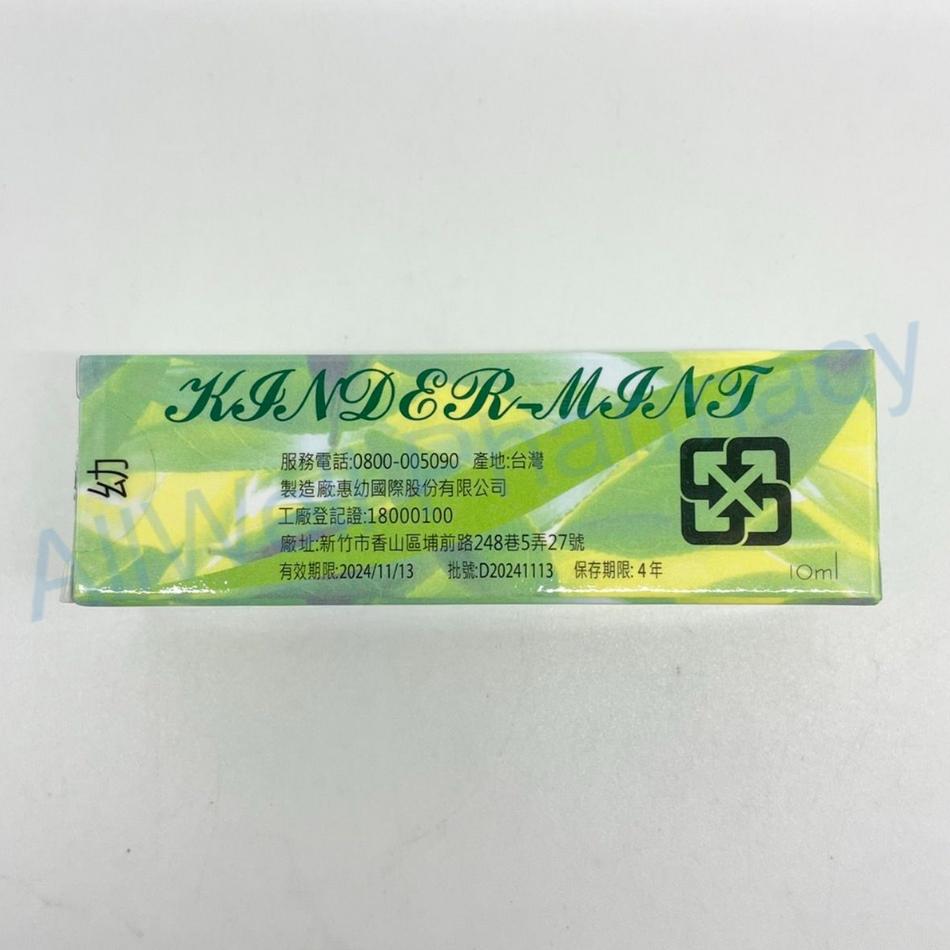 KINDER-MINT
幼
服務電話:0800-005090 產地:台灣
製造廠惠幼國際股份有限公司
工廠登記證:18000100
廠址:新竹市香山區埔前路248巷5弄27號
有效期限:2024/11/13 批號:D20241113 保存期限: 4 年
10ml